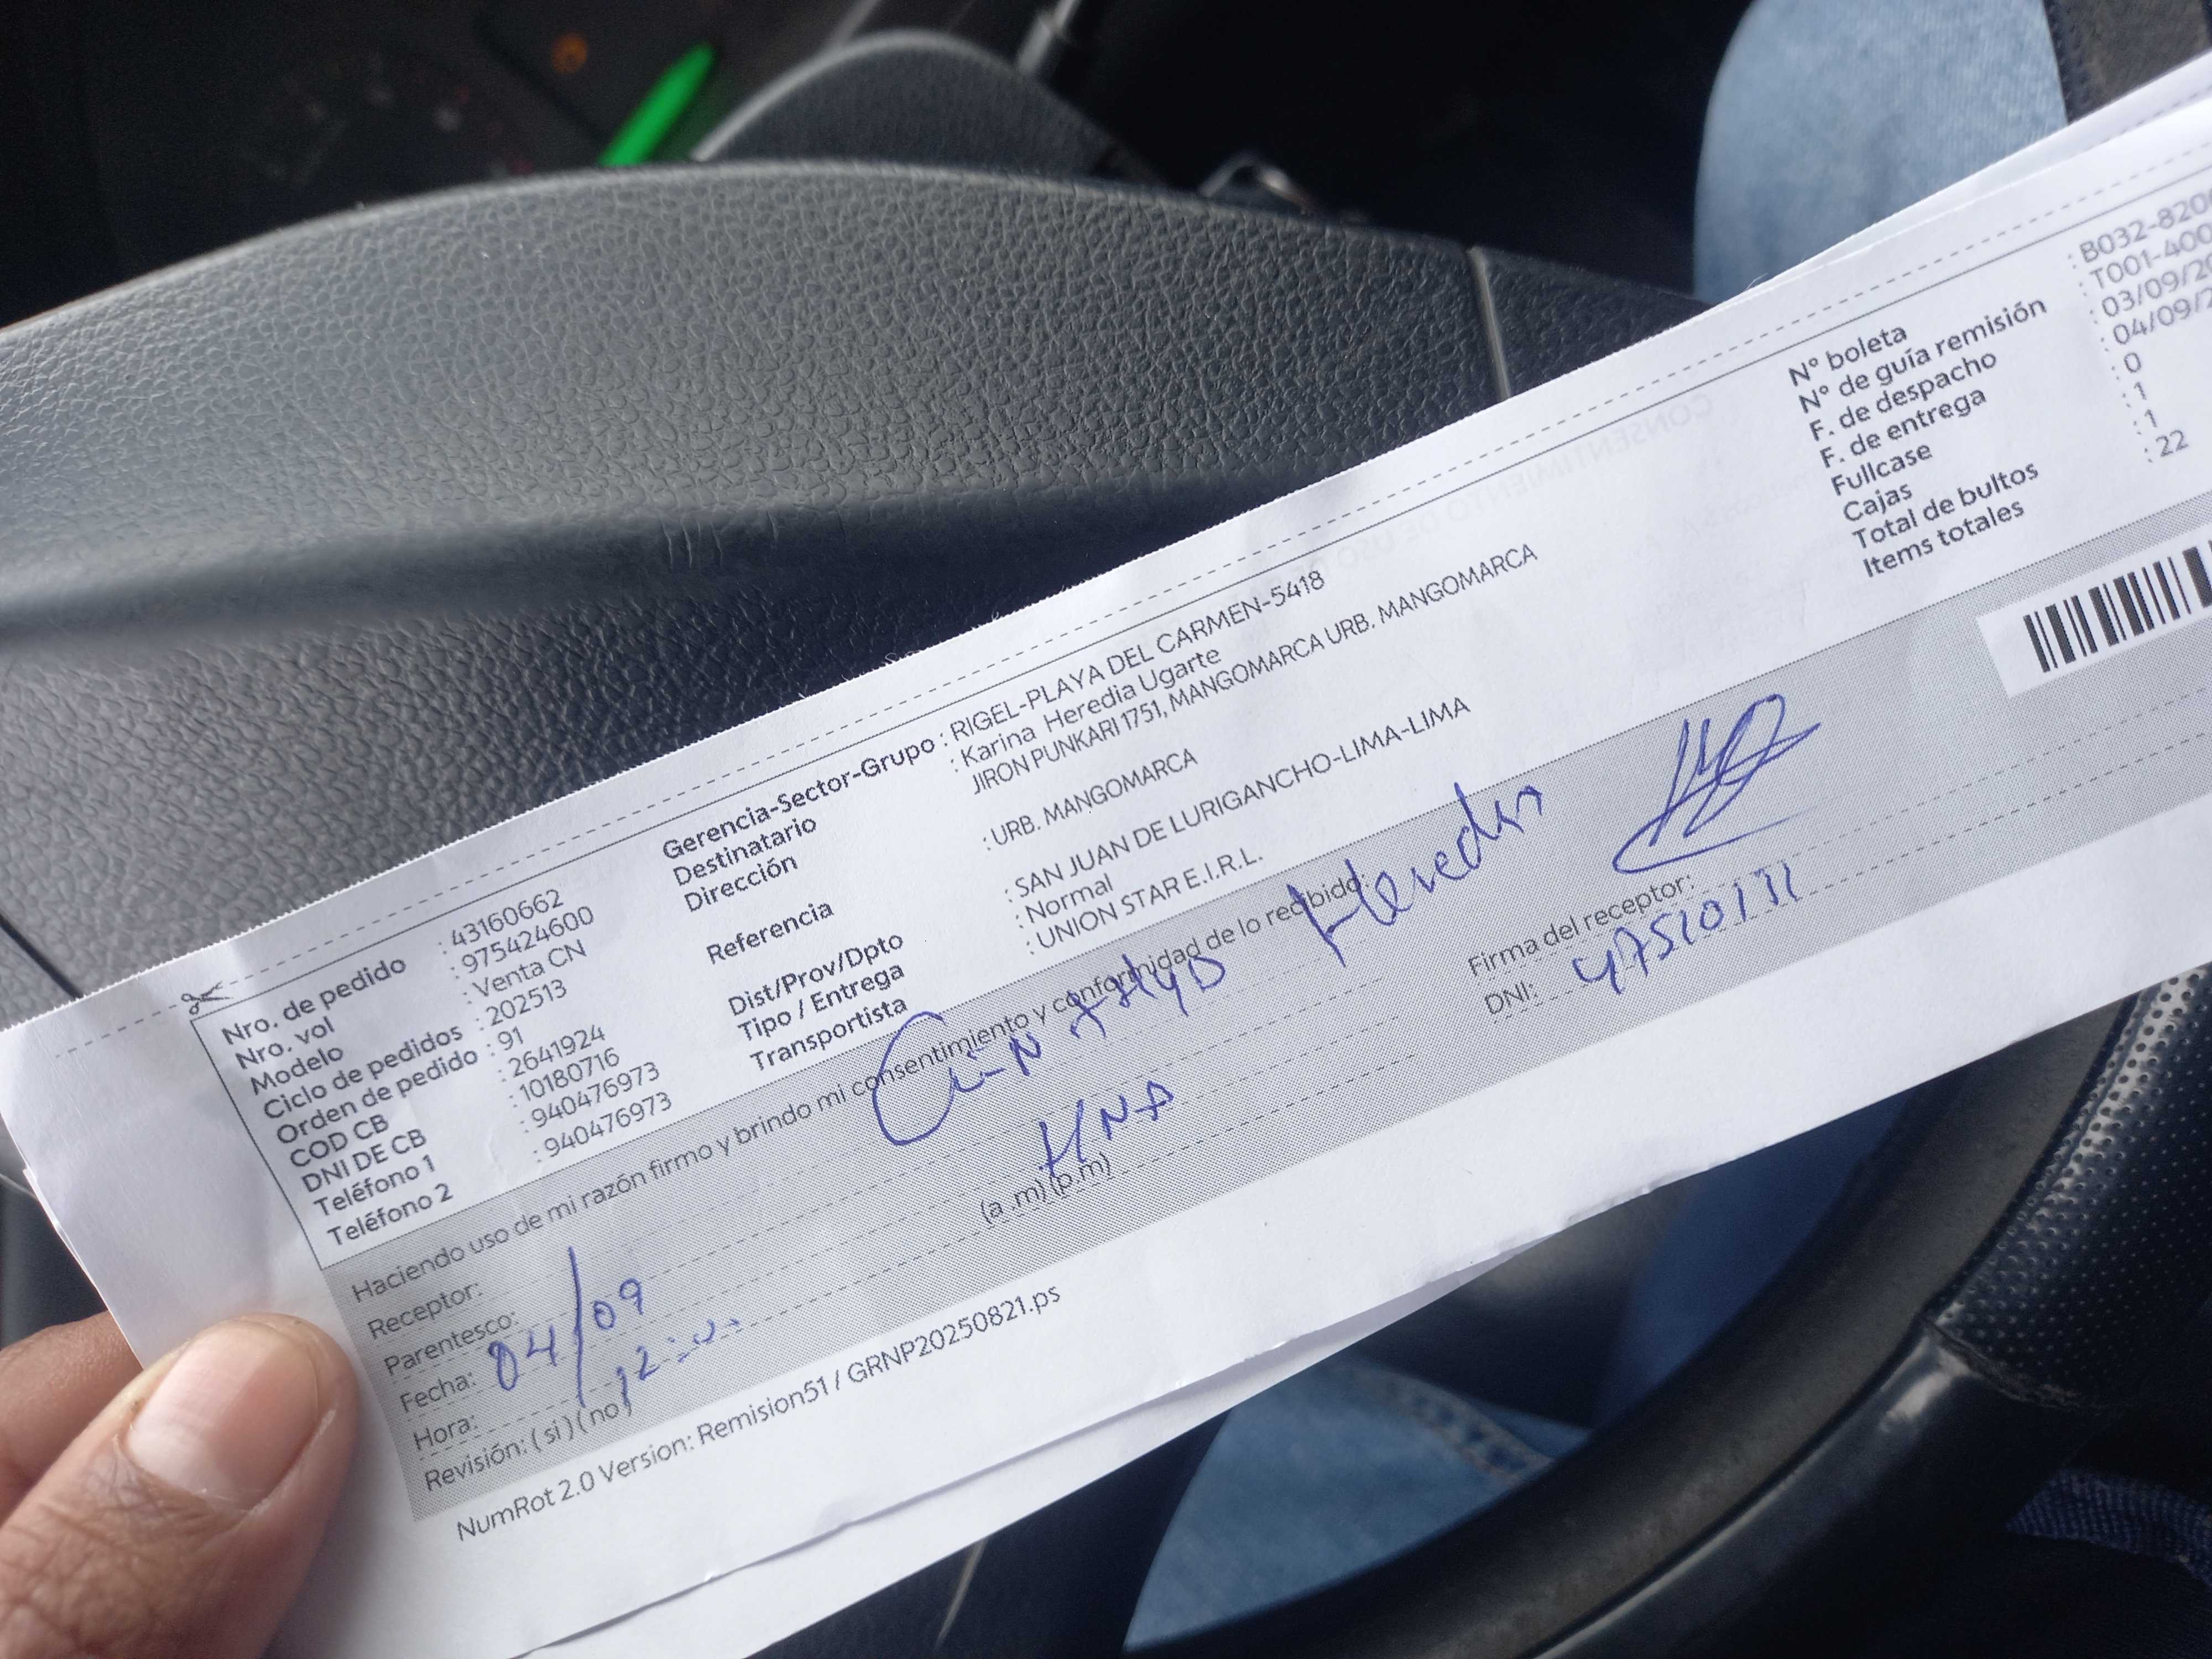 Nro. de pedido : 43160662
Nro. vol : 975424600
Modelo : Venta CN
Ciclo de pedidos : 202513
Orden de pedido : 91
COD CB : 2641924
DNI DE CB : 10180716
Teléfono 1 : 940476973
Teléfono 2 : 940476973
Gerencia-Sector-Grupo : RIGEL-PLAYA DEL CARMEN-5418
Destinatario : Karina Heredia Ugarte
Dirección JIRON PUNKARI 1751, MANGOMARCA URB. MANGOMARCA
Referencia : URB. MANGOMARCA
Dist/Prov/Dpto : SAN JUAN DE LURIGANCHO-LIMA-LIMA
Tipo / Entrega : Normal
Transportista : UNION STAR E.I.R.L.
N° boleta : B032-820
N° de guía remisión : T001-400
F. de despacho : 03/09/20
F. de entrega : 04/09/2
Fullcase : 0
Cajas : 1
Total de bultos : 1
Items totales : 22
Haciendo uso de mi razón firmo y brindo mi consentimiento y conformidad de lo recibido:
Receptor: Heredia
Parentesco:
Fecha: 04/09
Hora: 12 (a .m) (p.m)
Revisión: ( si ) ( no )
Firma del receptor:
DNI:
NumRot 2.0 Version: Remision51 / GRNP20250821.ps